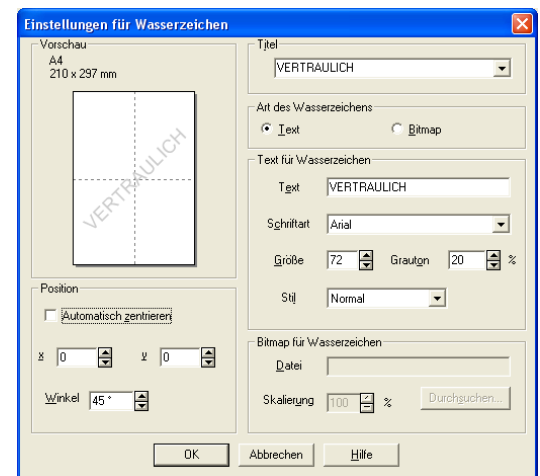 Einstellungen für Wasserzeichen
Vorschau
A4
210 x 297 mm
VERTRAULICH
Position
Automatisch zentrieren
x 0 y 0
Winkel 45 °
Titel
VERTRAULICH
Art des Wasserzeichens
Text Bitmap
Text für Wasserzeichen
Text VERTRAULICH
Schriftart Arial
Größe 72 Grauton 20 %
Stil Normal
Bitmap für Wasserzeichen
Datei
Skalierung 100 % Durchsuchen...
OK Abbrechen Hilfe